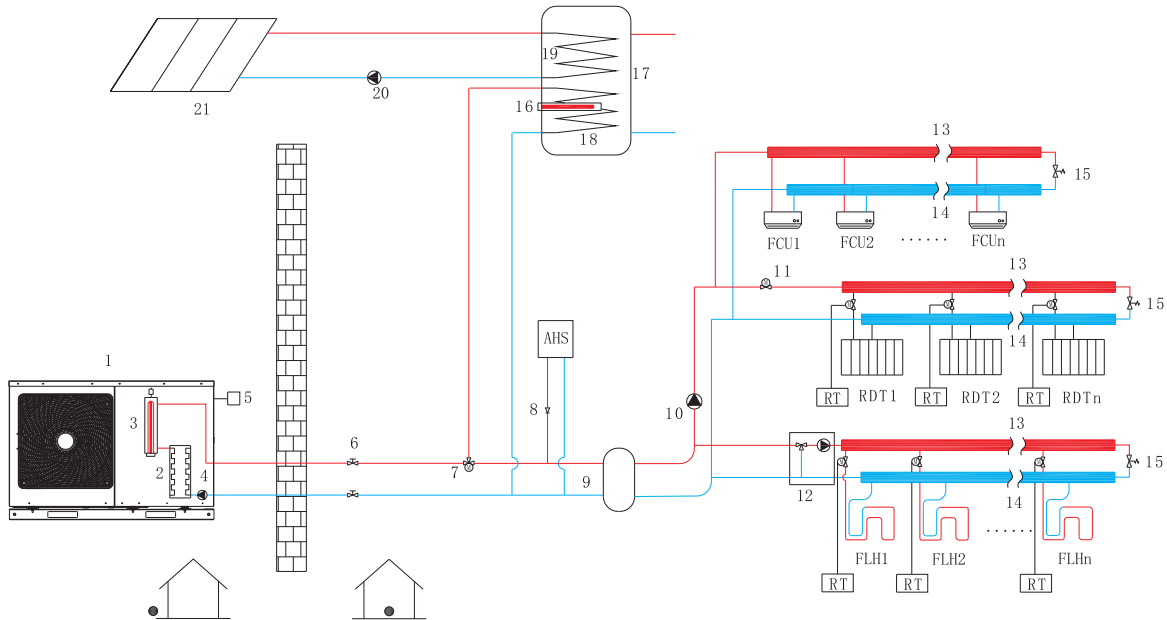 19
17
16
18
20
21
13
15
14
FCU1
FCU2
......
FCUn
11
13
15
14
RDT1
RDT2
RDTn
RT
RT
RT
AHS
8
10
1
5
3
2
4
6
7
9
13
15
12
14
......
FLH1
FLH2
FLHn
RT
RT
RT